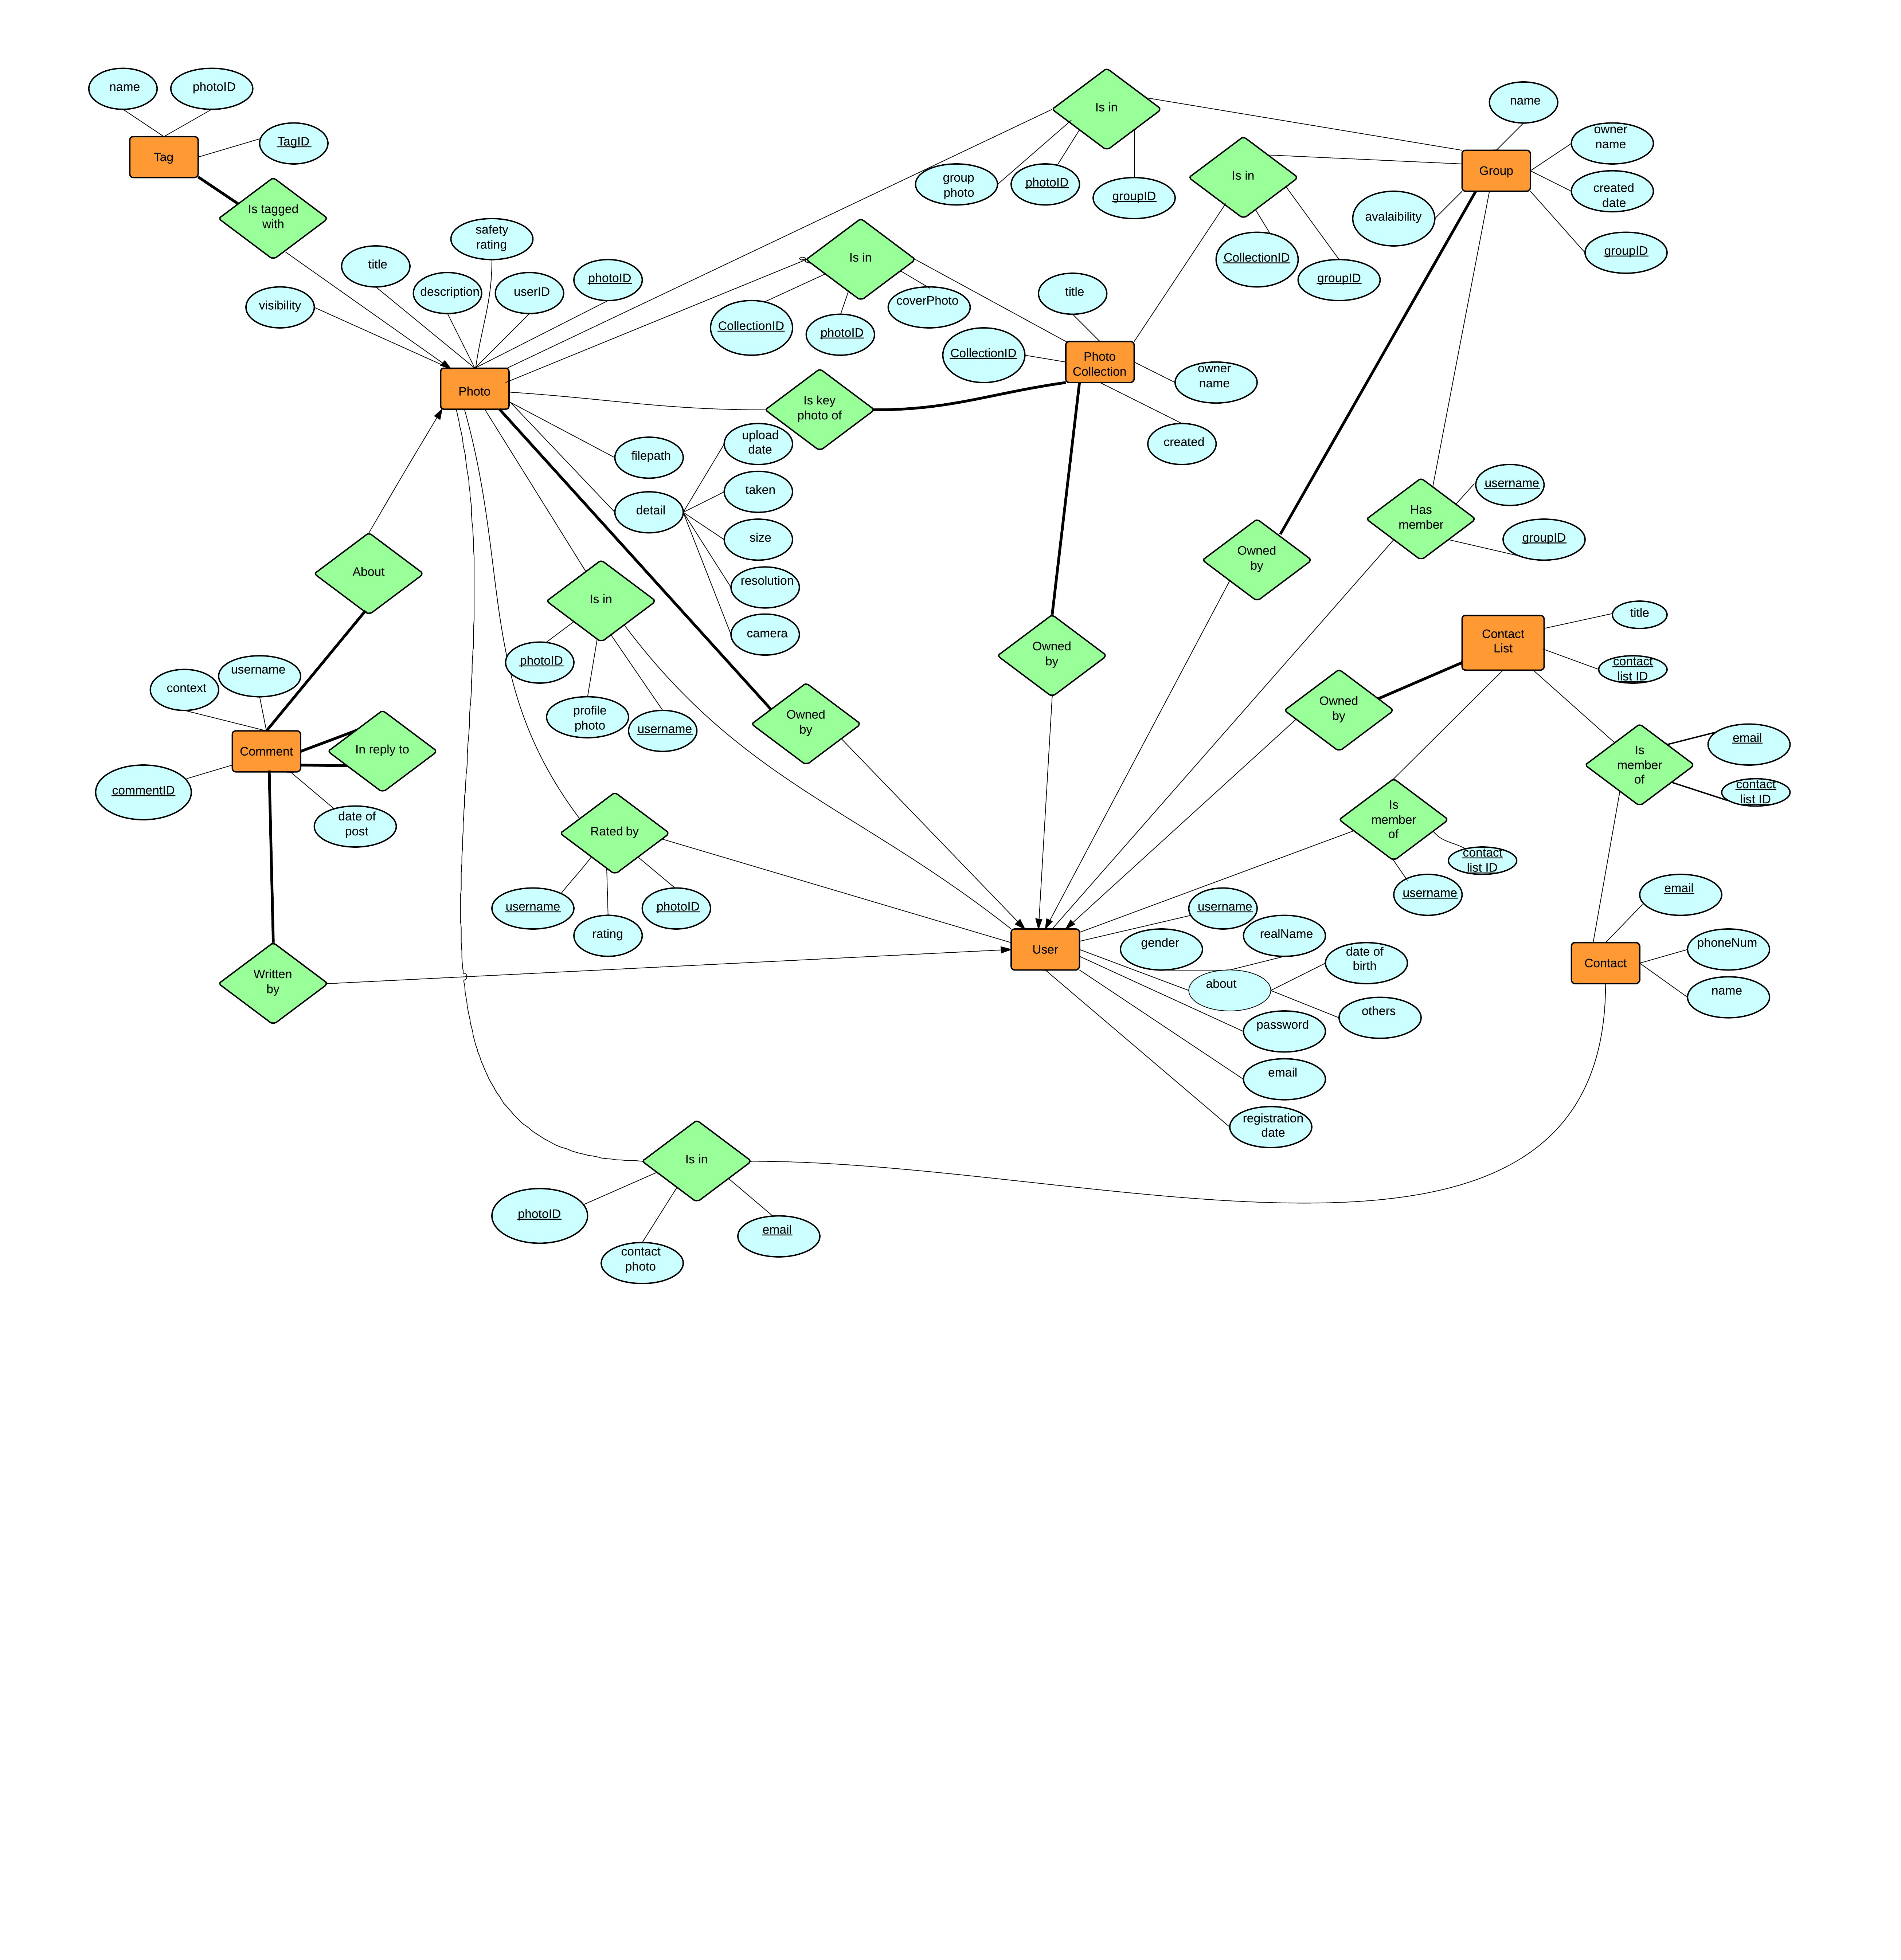 name
photoID
TagID
Tag
Is tagged
with
visibility
title
safety
rating
description
userID
photoID
Photo
Is in
group
photo
photoID
groupID
Is in
CollectionID
groupID
name
owner
name
created
date
groupID
avalaibility
Group
Is in
CollectionID
photoID
coverPhoto
title
CollectionID
Photo
Collection
owner
name
created
Is key
photo of
filepath
detail
upload
date
taken
size
resolution
camera
About
Is in
photoID
profile
photo
username
Owned
by
Owned
by
Owned
by
Has
member
username
groupID
Contact
List
title
contact
list ID
Owned
by
Is
member
of
email
contact
list ID
Is
member
of
contact
list ID
username
context
username
Comment
In reply to
commentID
date of
post
Rated by
username
rating
photoID
Written
by
User
username
gender
realName
about
date of
birth
others
password
email
registration
date
email
Contact
phoneNum
name
Is in
photoID
contact
photo
email